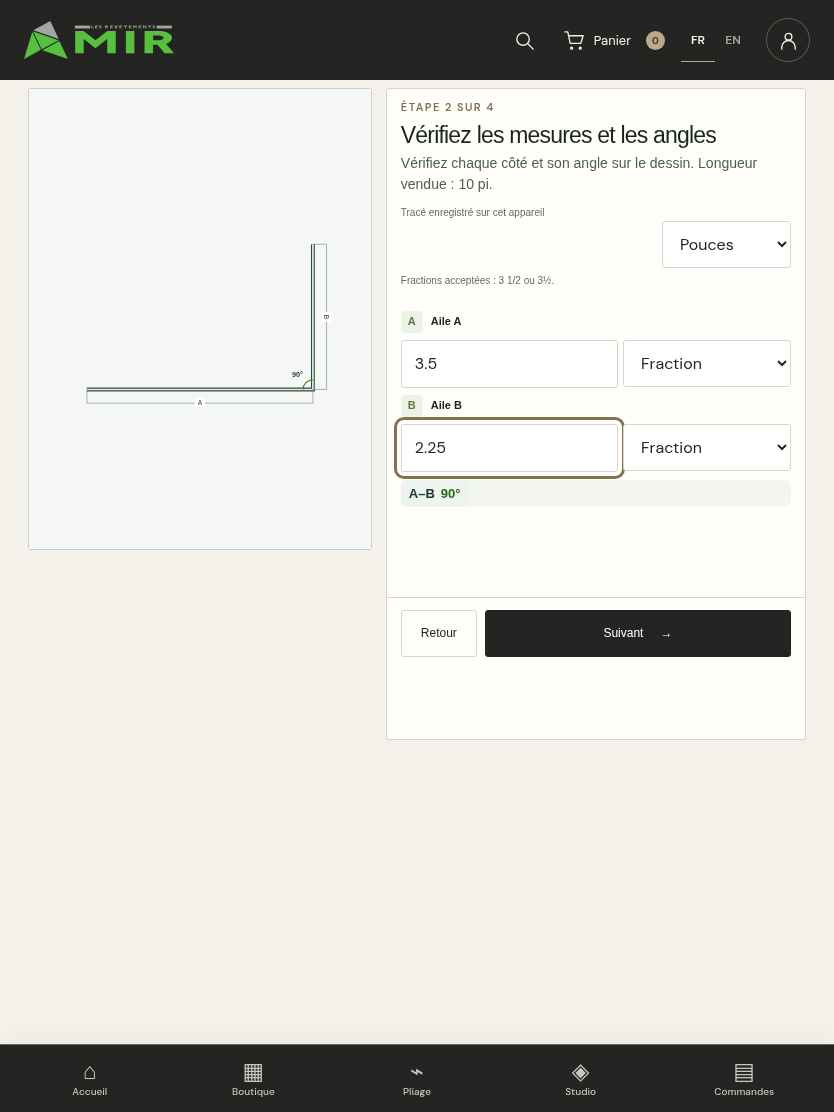 LES REVÊTEMENTS
MIR
Panier 0 FR EN
ÉTAPE 2 SUR 4
Vérifiez les mesures et les angles
Vérifiez chaque côté et son angle sur le dessin. Longueur
vendue : 10 pi.
Tracé enregistré sur cet appareil
Pouces
Fractions acceptées : 3 1/2 ou 3½.
A Aile A
3.5 Fraction
B Aile B
2.25 Fraction
A–B 90°
Retour Suivant →
B
90°
A
Accueil Boutique Pliage Studio Commandes